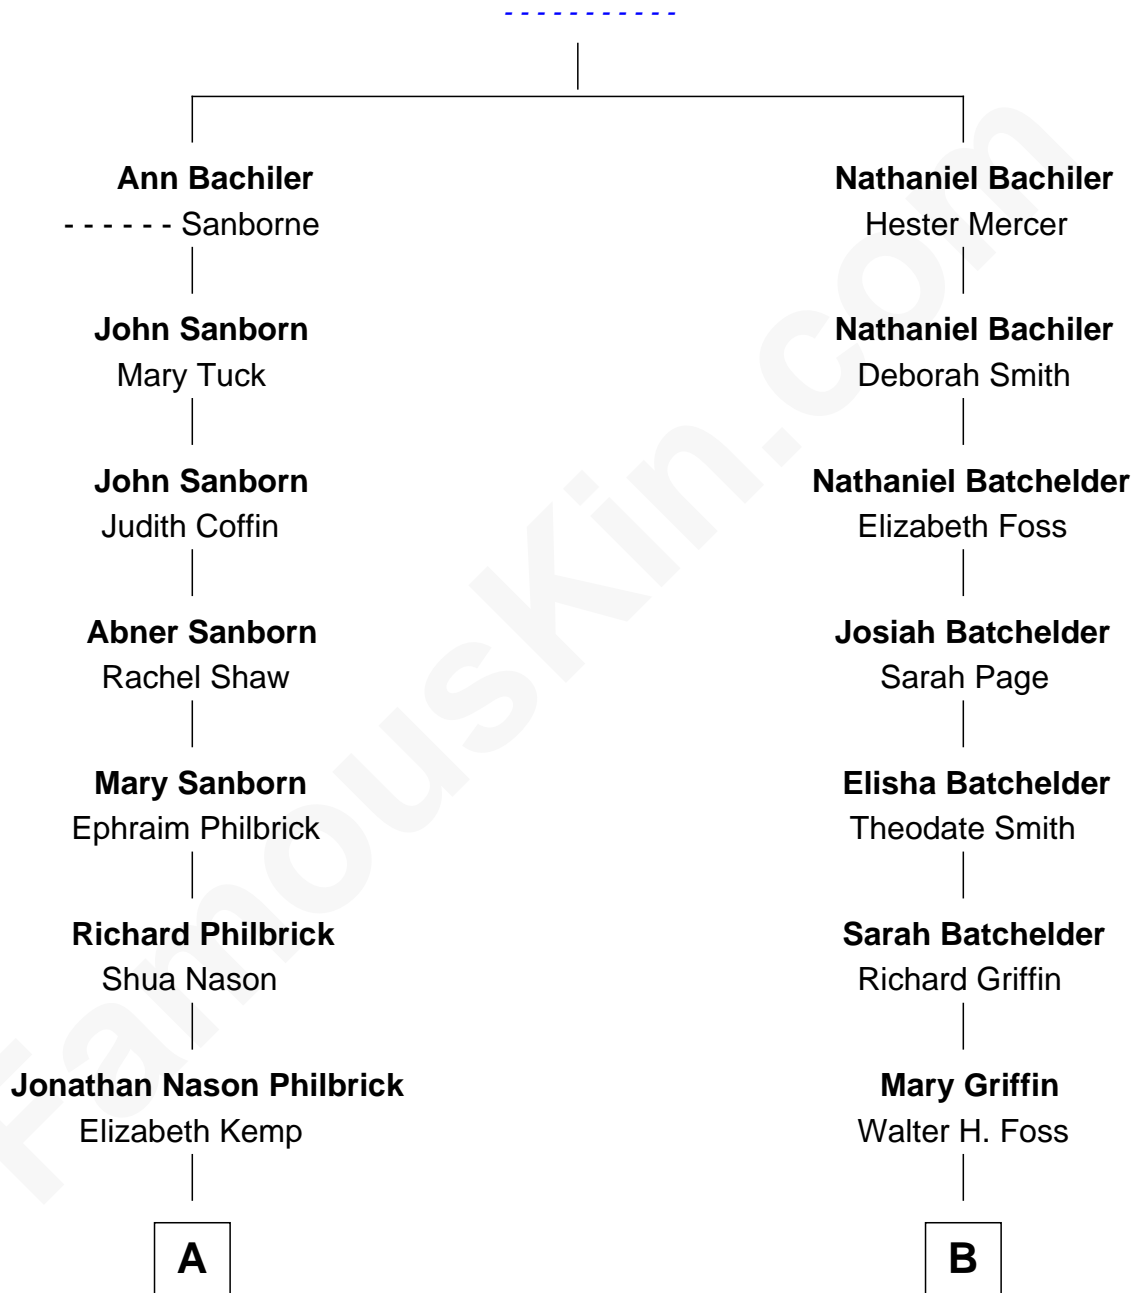 - - - - - - - - - - -
Ann Bachiler
- - - - - - Sanborne
John Sanborn
Mary Tuck
John Sanborn
Judith Coffin
Abner Sanborn
Rachel Shaw
Mary Sanborn
Ephraim Philbrick
Richard Philbrick
Shua Nason
Jonathan Nason Philbrick
Elizabeth Kemp
A
Nathaniel Bachiler
Hester Mercer
Nathaniel Bachiler
Deborah Smith
Nathaniel Batchelder
Elizabeth Foss
Josiah Batchelder
Sarah Page
Elisha Batchelder
Theodate Smith
Sarah Batchelder
Richard Griffin
Mary Griffin
Walter H. Foss
B
FamousKin.com